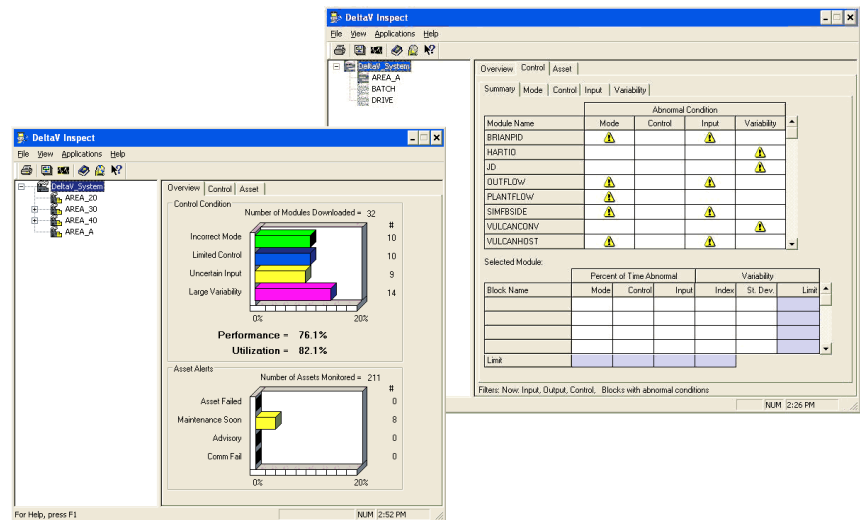 DeltaV Inspect
File View Applications Help
DeltaV_System
AREA_A
BATCH
DRIVE
Overview Control Asset
Summary Mode Control Input Variability
Abnormal Condition
Module Name Mode Control Input Variability
BRIANPID
HARTIO
JD
OUTFLOW
PLANTFLOW
SIMFBSIDE
VULCANCONV
VULCANHOST
Selected Module:
Percent of Time Abnormal Variability
Block Name Mode Control Input Index St. Dev. Limit
Limit
Filters: Now: Input, Output, Control, Blocks with abnormal conditions
NUM 2:26 PM
DeltaV Inspect
File View Applications Help
DeltaV_System
AREA_20
AREA_30
AREA_40
AREA_A
Overview Control Asset
Control Condition
Number of Modules Downloaded = 32
#
Incorrect Mode 10
Limited Control 10
Uncertain Input 9
Large Variability 14
0% 20%
Performance = 76.1%
Utilization = 82.1%
Asset Alerts
Number of Assets Monitored = 211
#
Asset Failed 0
Maintenance Soon 8
Advisory 0
Comm Fail 0
0% 20%
For Help, press F1
NUM 2:52 PM